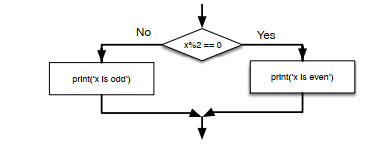 No
Yes
x%2 == 0
print('x is odd')
print('x is even')